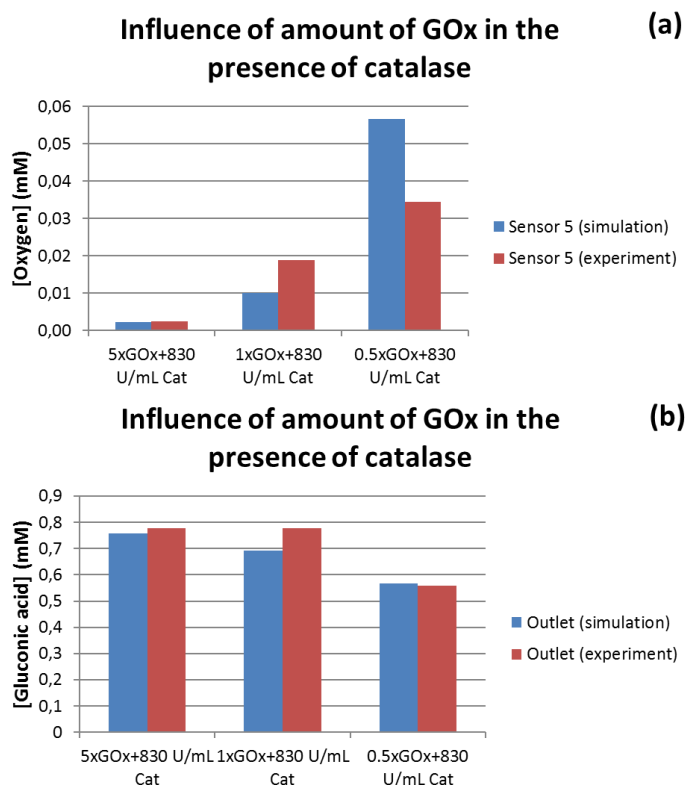 Influence of amount of GOx in the
presence of catalase
(a)
[Oxygen] (mM)
0,06
0,05
0,04
0,03
0,02
0,01
0,00
5xGOx+830
U/mL Cat
1xGOx+830
U/mL Cat
0.5xGOx+830
U/mL Cat
Sensor 5 (simulation)
Sensor 5 (experiment)
Influence of amount of GOx in the
presence of catalase
(b)
[Gluconic acid] (mM)
0,9
0,8
0,7
0,6
0,5
0,4
0,3
0,2
0,1
0
5xGOx+830 U/mL
Cat
1xGOx+830 U/mL
Cat
0.5xGOx+830
U/mL Cat
Outlet (simulation)
Outlet (experiment)